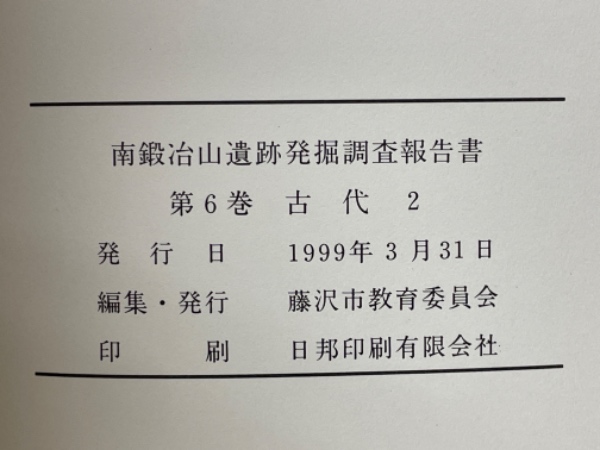 南鍛冶山遺跡発掘調査報告書
第6巻 古代 2
発行日 1999年3月31日
編集・発行 藤沢市教育委員会
印刷 日邦印刷有限会社